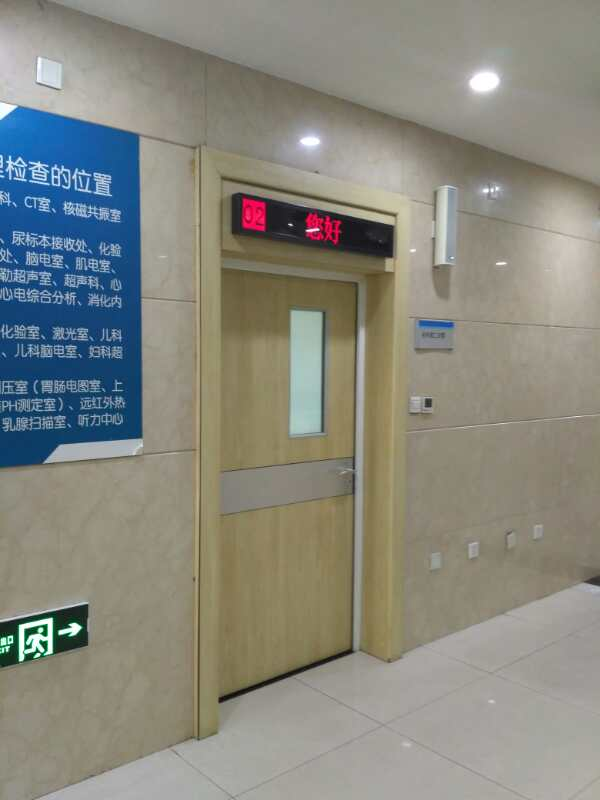 检查的位置
科、CT室、核磁共振室
、尿标本接收处、化验
处、脑电室、肌电室、
勒超声室、超声科、心
心电综合分析、消化内
化验室、激光室、儿科
、儿科脑电室、妇科超
压室（胃肠电图室、上
PH测定室）、远红外热
乳腺扫描室、听力中心
02 您好